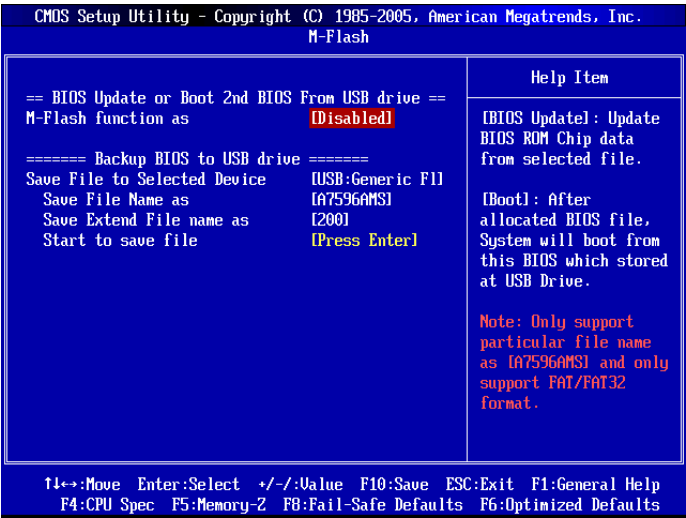 CMOS Setup Utility - Copyright (C) 1985-2005, American Megatrends, Inc.
M-Flash
== BIOS Update or Boot 2nd BIOS From USB drive ==
M-Flash function as [Disabled]
======= Backup BIOS to USB drive =======
Save File to Selected Device [USB:Generic Fl]
Save File Name as [A7596AMS]
Save Extend File name as [200]
Start to save file [Press Enter]
Help Item
[BIOS Update]: Update
BIOS ROM Chip data
from selected file.
[Boot]: After
allocated BIOS file,
System will boot from
this BIOS which stored
at USB Drive.
Note: Only support
particular file name
as [A7596AMS] and only
support FAT/FAT32
format.
↑↓←→:Move Enter:Select +/-/:Value F10:Save ESC:Exit F1:General Help
F4:CPU Spec F5:Memory-Z F8:Fail-Safe Defaults F6:Optimized Defaults